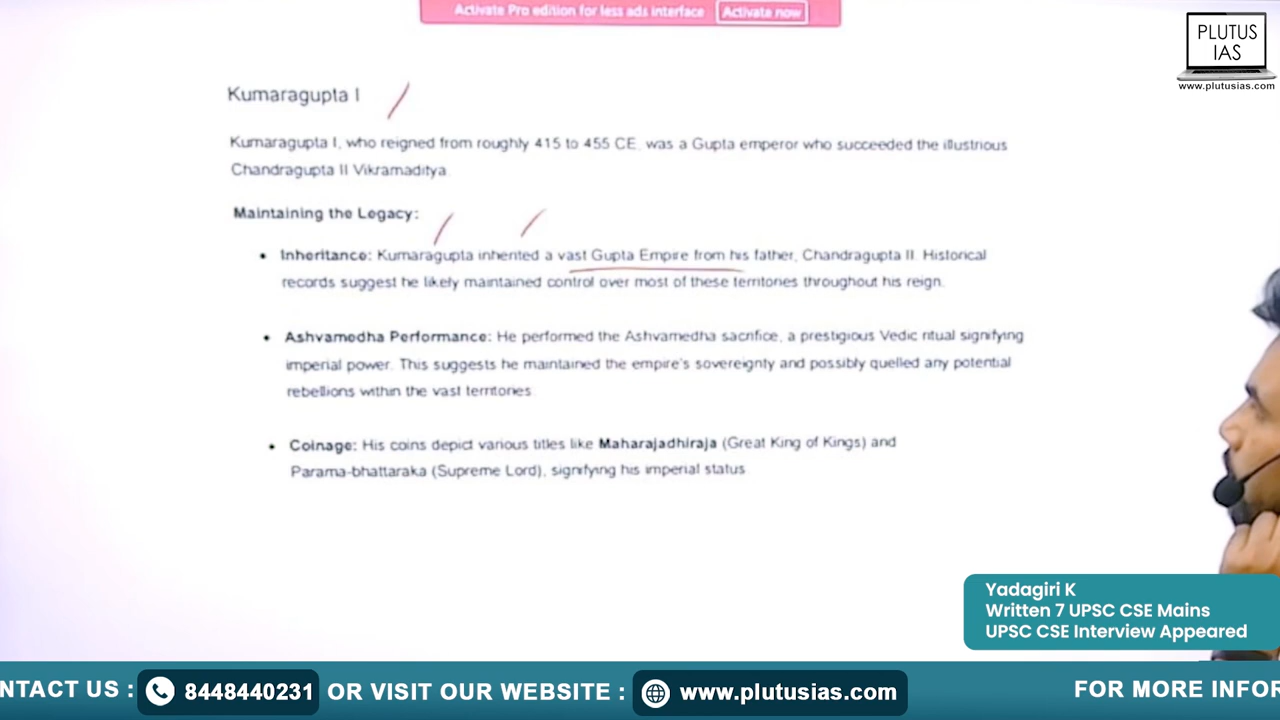 Activate Pro edition for less ads interface Activate now
PLUTUS
IAS
www.plutusias.com
Kumaragupta I
Kumaragupta I, who reigned from roughly 415 to 455 CE, was a Gupta emperor who succeeded the illustrious
Chandragupta II Vikramaditya.
Maintaining the Legacy:
• Inheritance: Kumaragupta inherited a vast Gupta Empire from his father, Chandragupta II. Historical
records suggest he likely maintained control over most of these territories throughout his reign.
• Ashvamedha Performance: He performed the Ashvamedha sacrifice, a prestigious Vedic ritual signifying
imperial power. This suggests he maintained the empire's sovereignty and possibly quelled any potential
rebellions within the vast territories.
• Coinage: His coins depict various titles like Maharajadhiraja (Great King of Kings) and
Parama-bhattaraka (Supreme Lord), signifying his imperial status
Yadagiri K
Written 7 UPSC CSE Mains
UPSC CSE Interview Appeared
NTACT US : 8448440231 OR VISIT OUR WEBSITE : www.plutusias.com FOR MORE INFOR